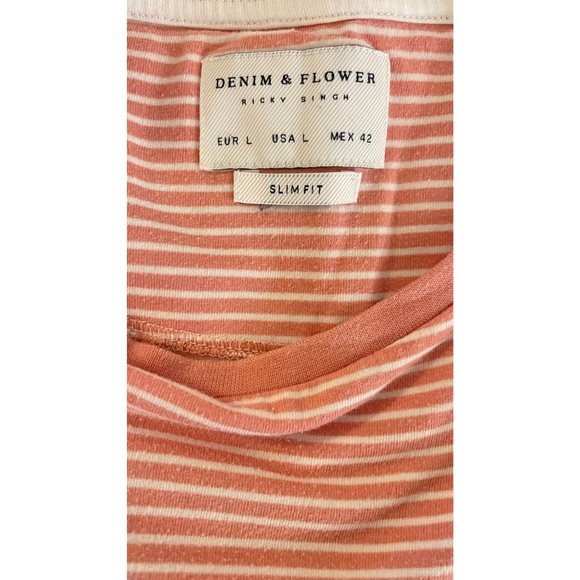 DENIM & FLOWER
RICKY SINGH
EUR L USA L MEX 42
SLIM FIT